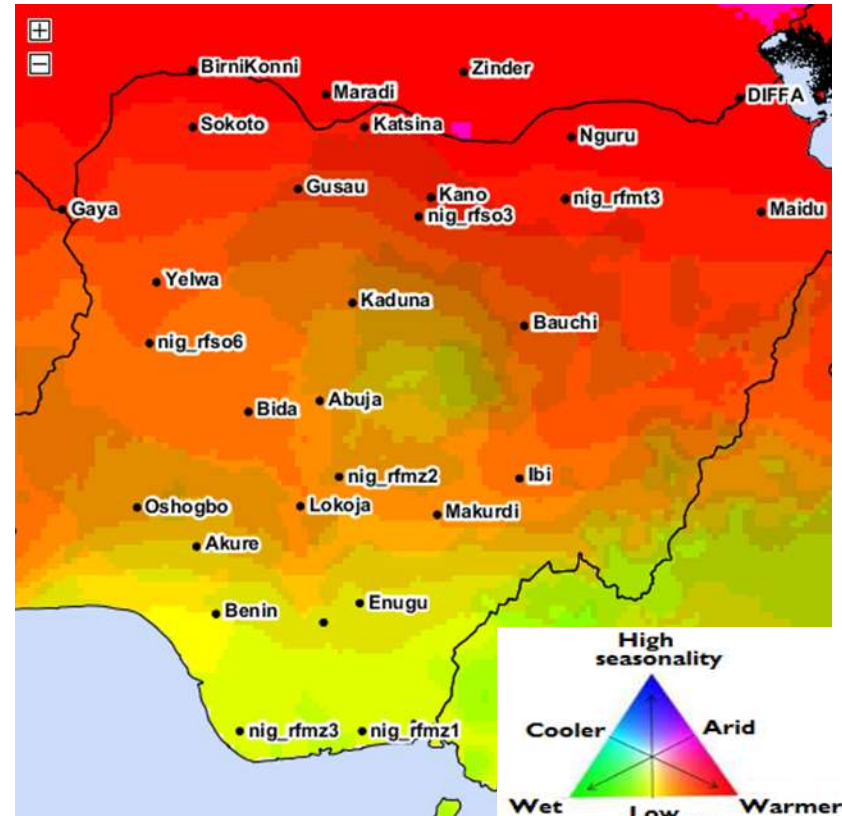 +
−
BirniKonni
Zinder
Maradi
DIFFA
Sokoto
Katsina
Nguru
Gusau
Kano
nig_rfmt3
Gaya
nig_rfso3
Maidu
Yelwa
Kaduna
Bauchi
nig_rfso6
Abuja
Bida
nig_rfmz2
Ibi
Oshogbo
Lokoja
Makurdi
Akure
Enugu
Benin
nig_rfmz3
nig_rfmz1
High
seasonality
Cooler
Arid
Wet
Low
Warmer